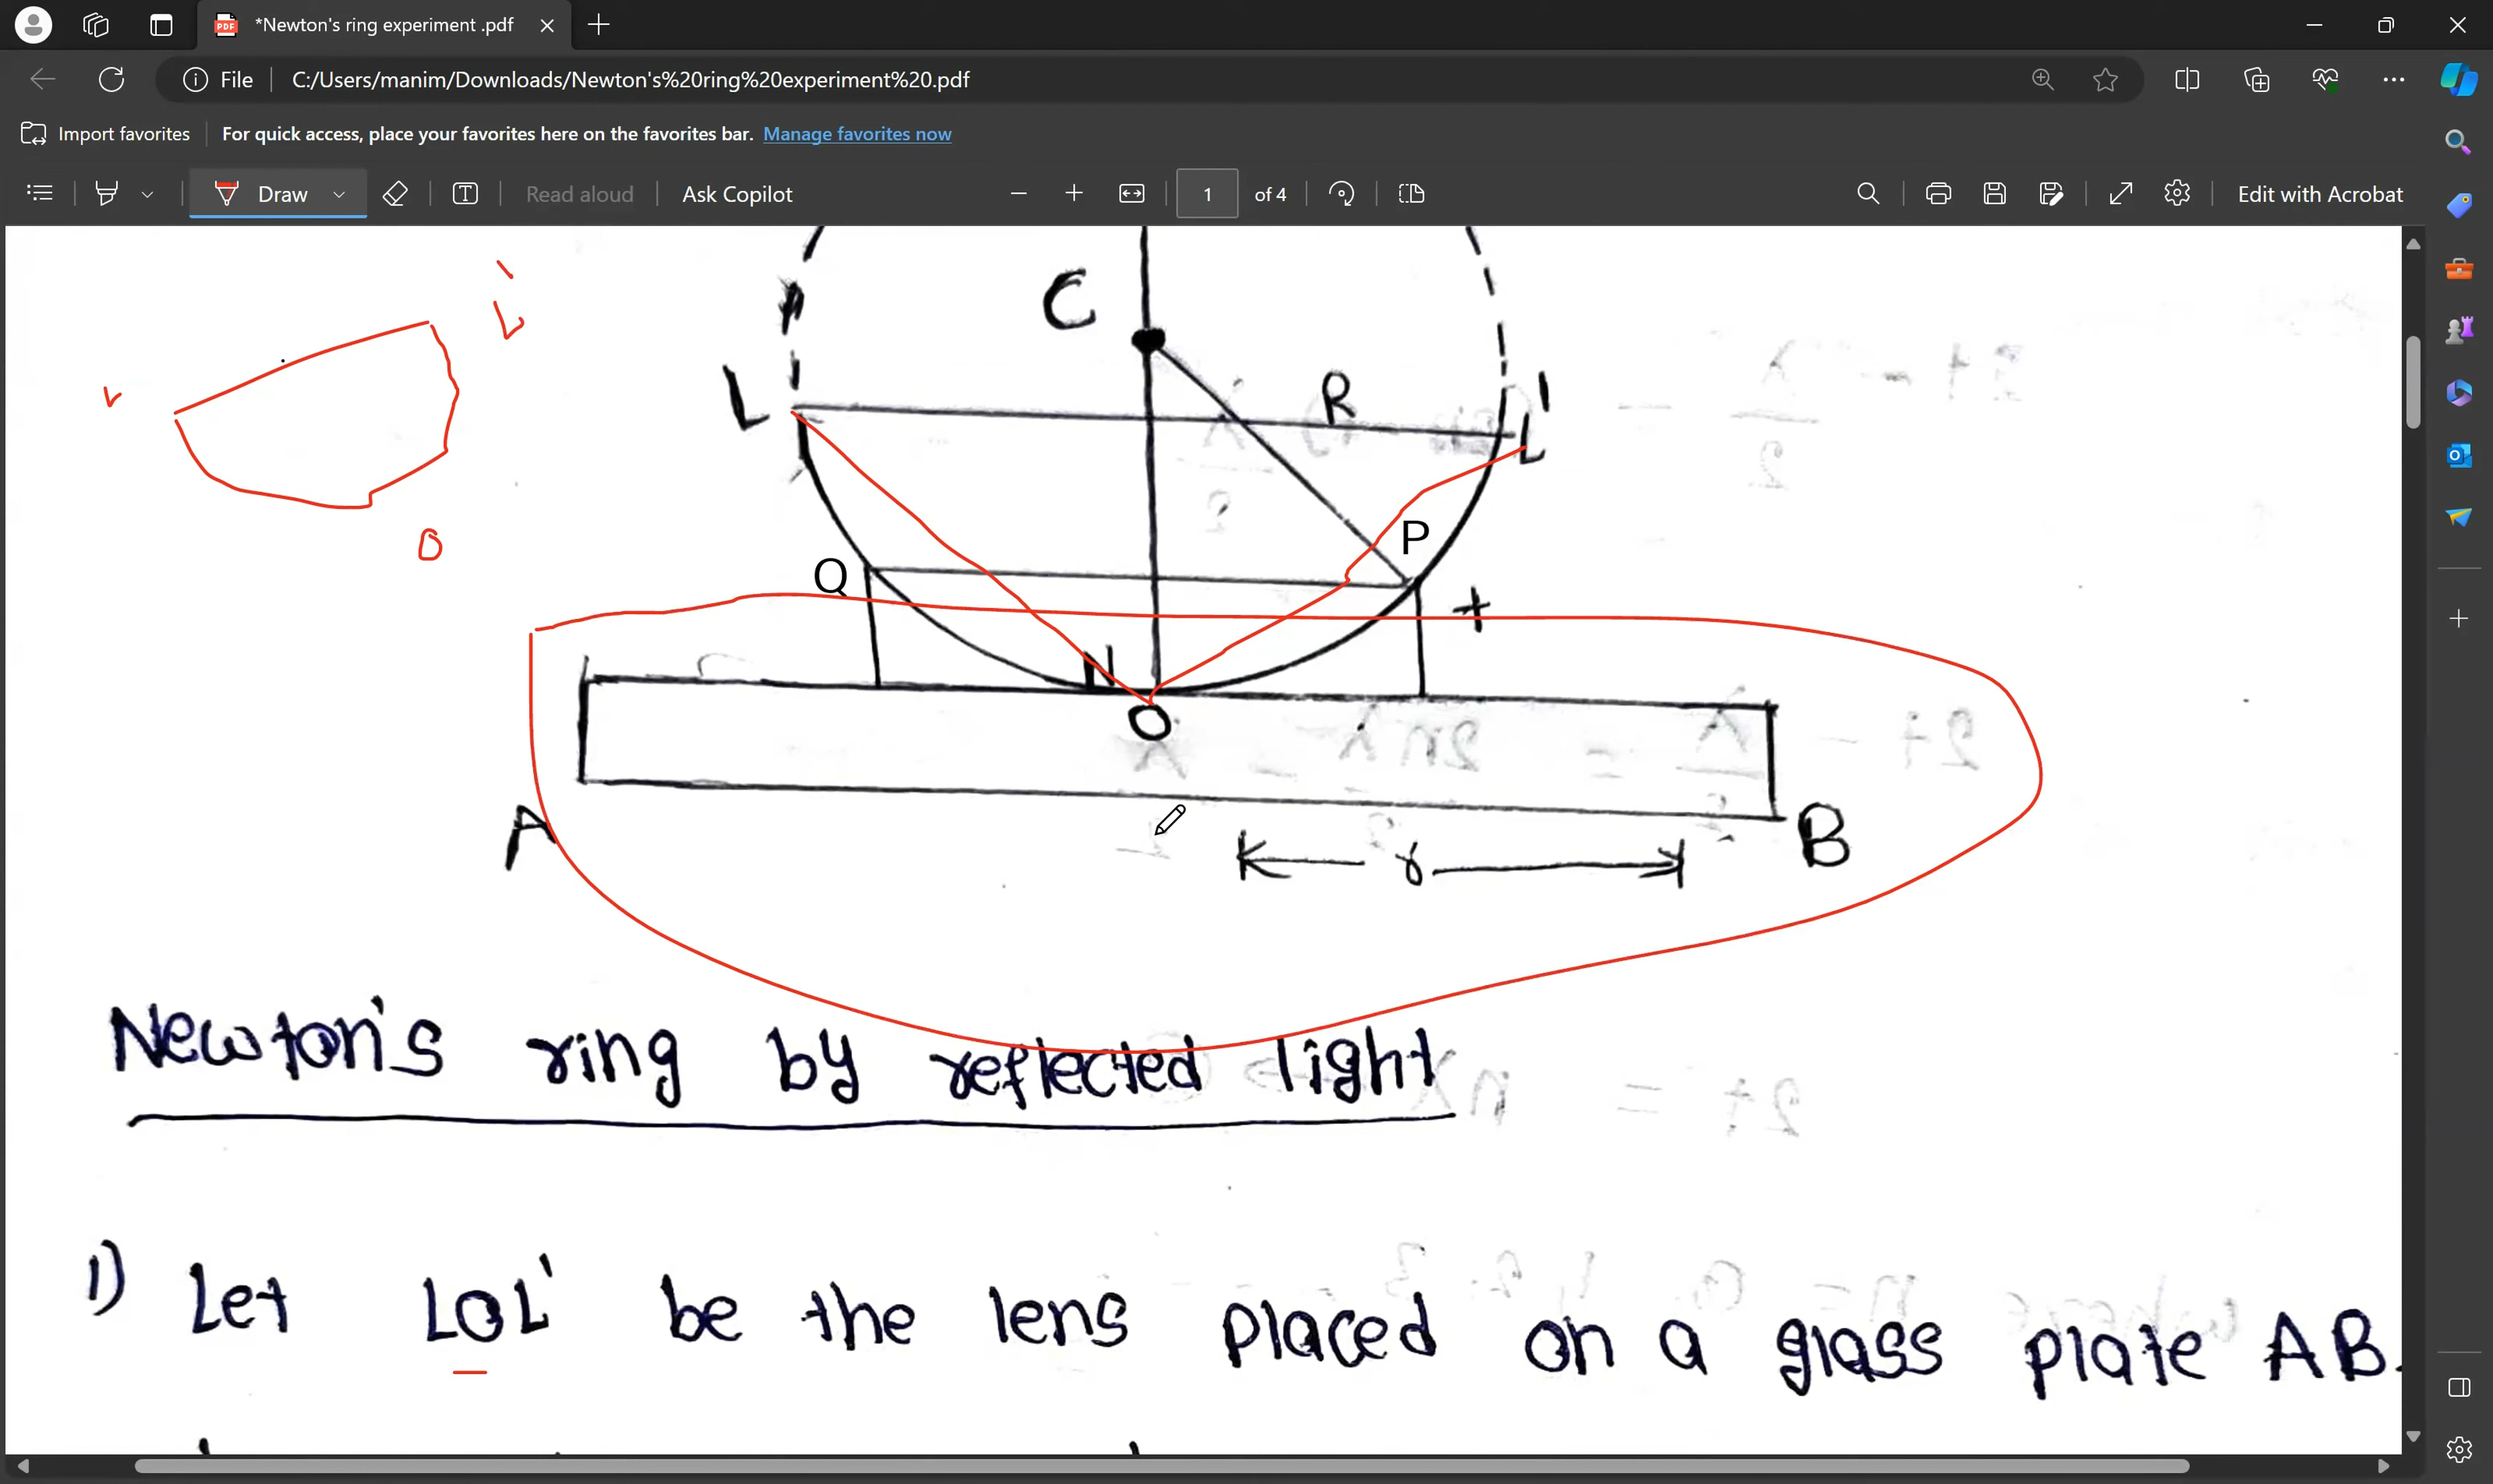 *Newton's ring experiment .pdf
File C:/Users/manim/Downloads/Newton's%20ring%20experiment%20.pdf
Import favorites For quick access, place your favorites here on the favorites bar. Manage favorites now
Draw Read aloud Ask Copilot 1 of 4 Edit with Acrobat
L'
C
L R L'
O
P
Q
t
N
O
A r B
Newton's ring by reflected light
1) Let LOL' be the lens placed on a glass plate AB.